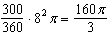 300/360 · 8² π = 160π/3